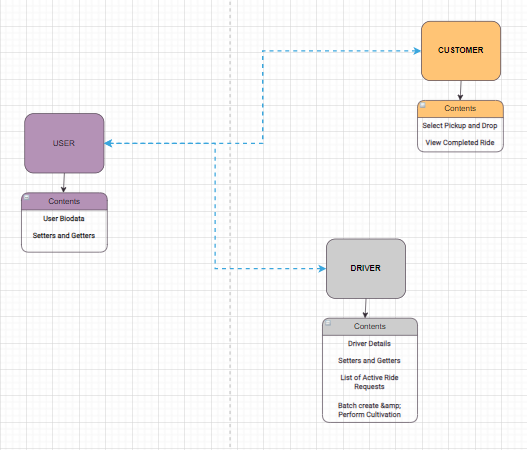 CUSTOMER
Contents
Select Pickup and Drop
View Completed Ride
USER
Contents
User Biodata
Setters and Getters
DRIVER
Contents
Driver Details
Setters and Getters
List of Active Ride
Requests
Batch create &amp;
Perform Cultivation